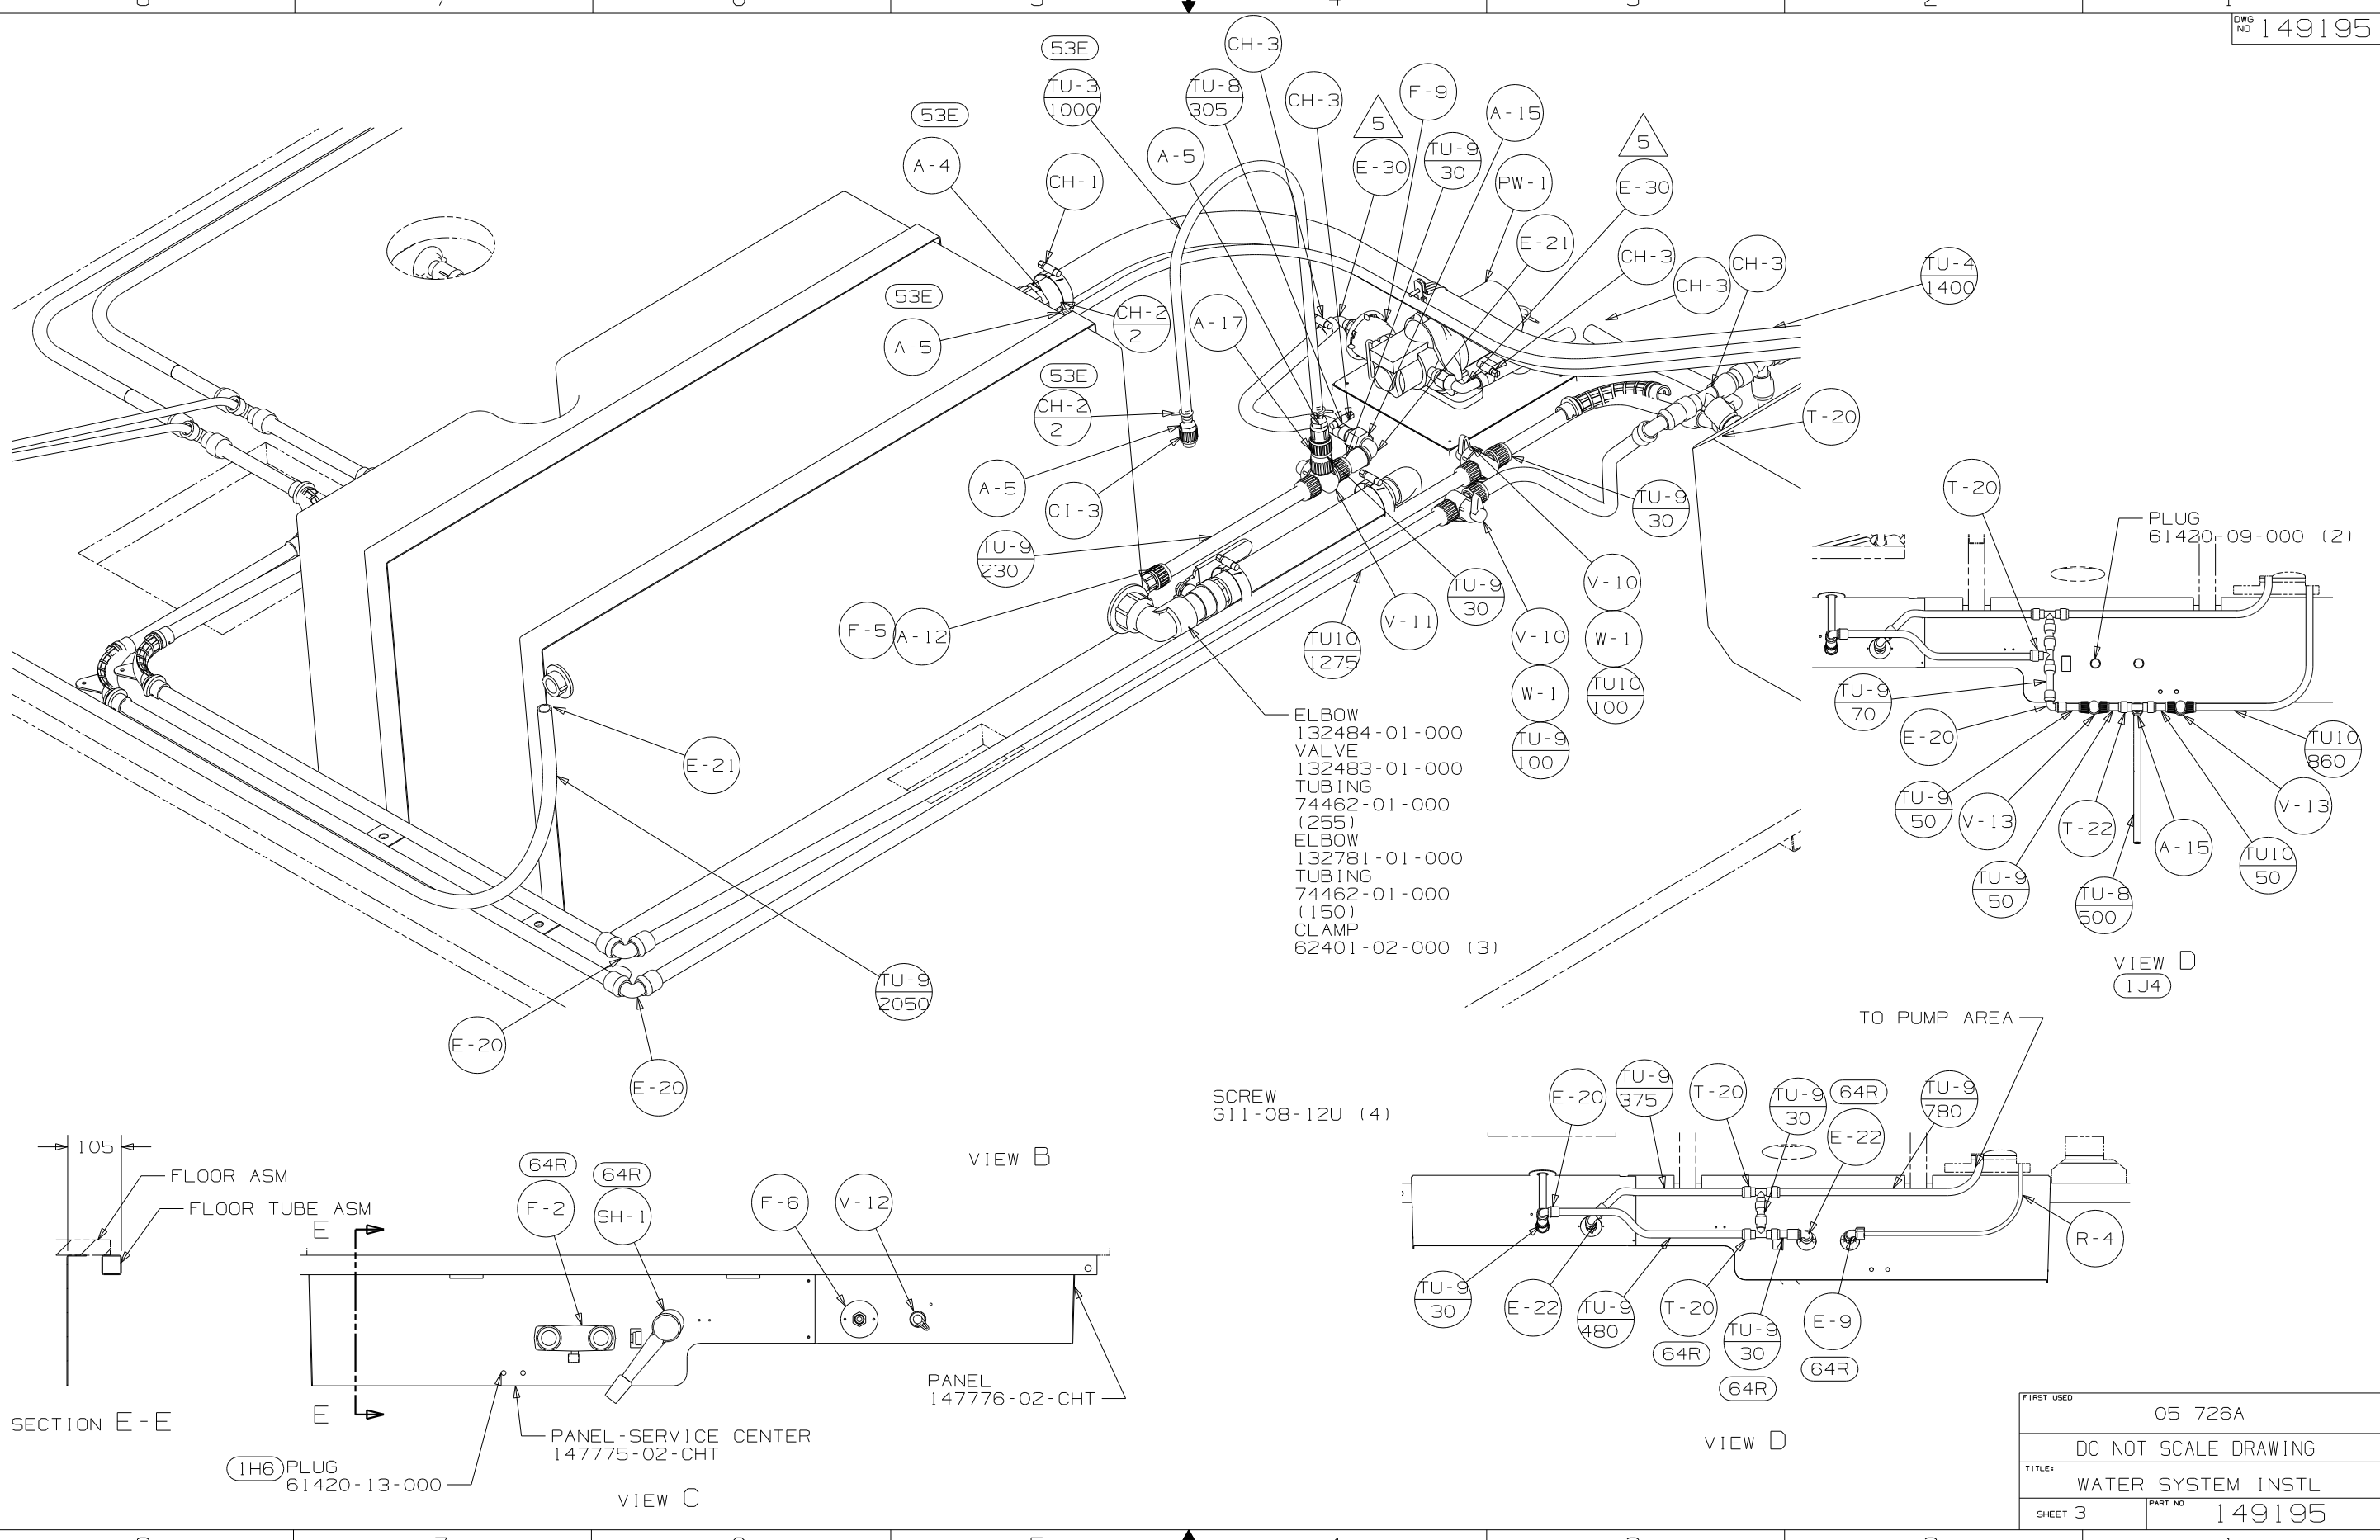 DWG NO 149195
53E
TU-3
1000
CH-3
TU-8
305
CH-3
F-9
5
A-15
5
53E
A-4
CH-1
A-5
E-30
TU-9
30
PW-1
E-30
E-21
CH-3
CH-3
CH-3
TU-4
1400
53E
A-5
CH-2
2
A-17
53E
CH-2
2
T-20
A-5
CI-3
TU-9
30
TU-9
230
TU-9
30
V-10
F-5
A-12
V-11
TU10
1275
V-10
W-1
W-1
TU10
100
TU-9
100
ELBOW
132484-01-000
VALVE
132483-01-000
TUBING
74462-01-000
(255)
ELBOW
132781-01-000
TUBING
74462-01-000
(150)
CLAMP
62401-02-000 (3)
E-21
TU-9
2050
E-20
E-20
T-20
PLUG
61420-09-000 (2)
TU-9
70
E-20
TU10
860
TU-9
50
V-13
T-22
A-15
V-13
TU-9
50
TU-8
500
TU10
50
VIEW D
1J4
TO PUMP AREA
SCREW
G11-08-12U (4)
E-20
TU-9
375
T-20
TU-9
30
64R
E-22
TU-9
780
R-4
TU-9
30
E-22
TU-9
480
T-20
64R
TU-9
30
64R
E-9
64R
VIEW D
105
FLOOR ASM
FLOOR TUBE ASM
SECTION E-E
VIEW B
E
E
64R
F-2
64R
SH-1
F-6
V-12
PANEL
147776-02-CHT
PANEL-SERVICE CENTER
147775-02-CHT
1H6 PLUG
61420-13-000
VIEW C
FIRST USED
05 726A
DO NOT SCALE DRAWING
TITLE:
WATER SYSTEM INSTL
SHEET 3
PART NO 149195